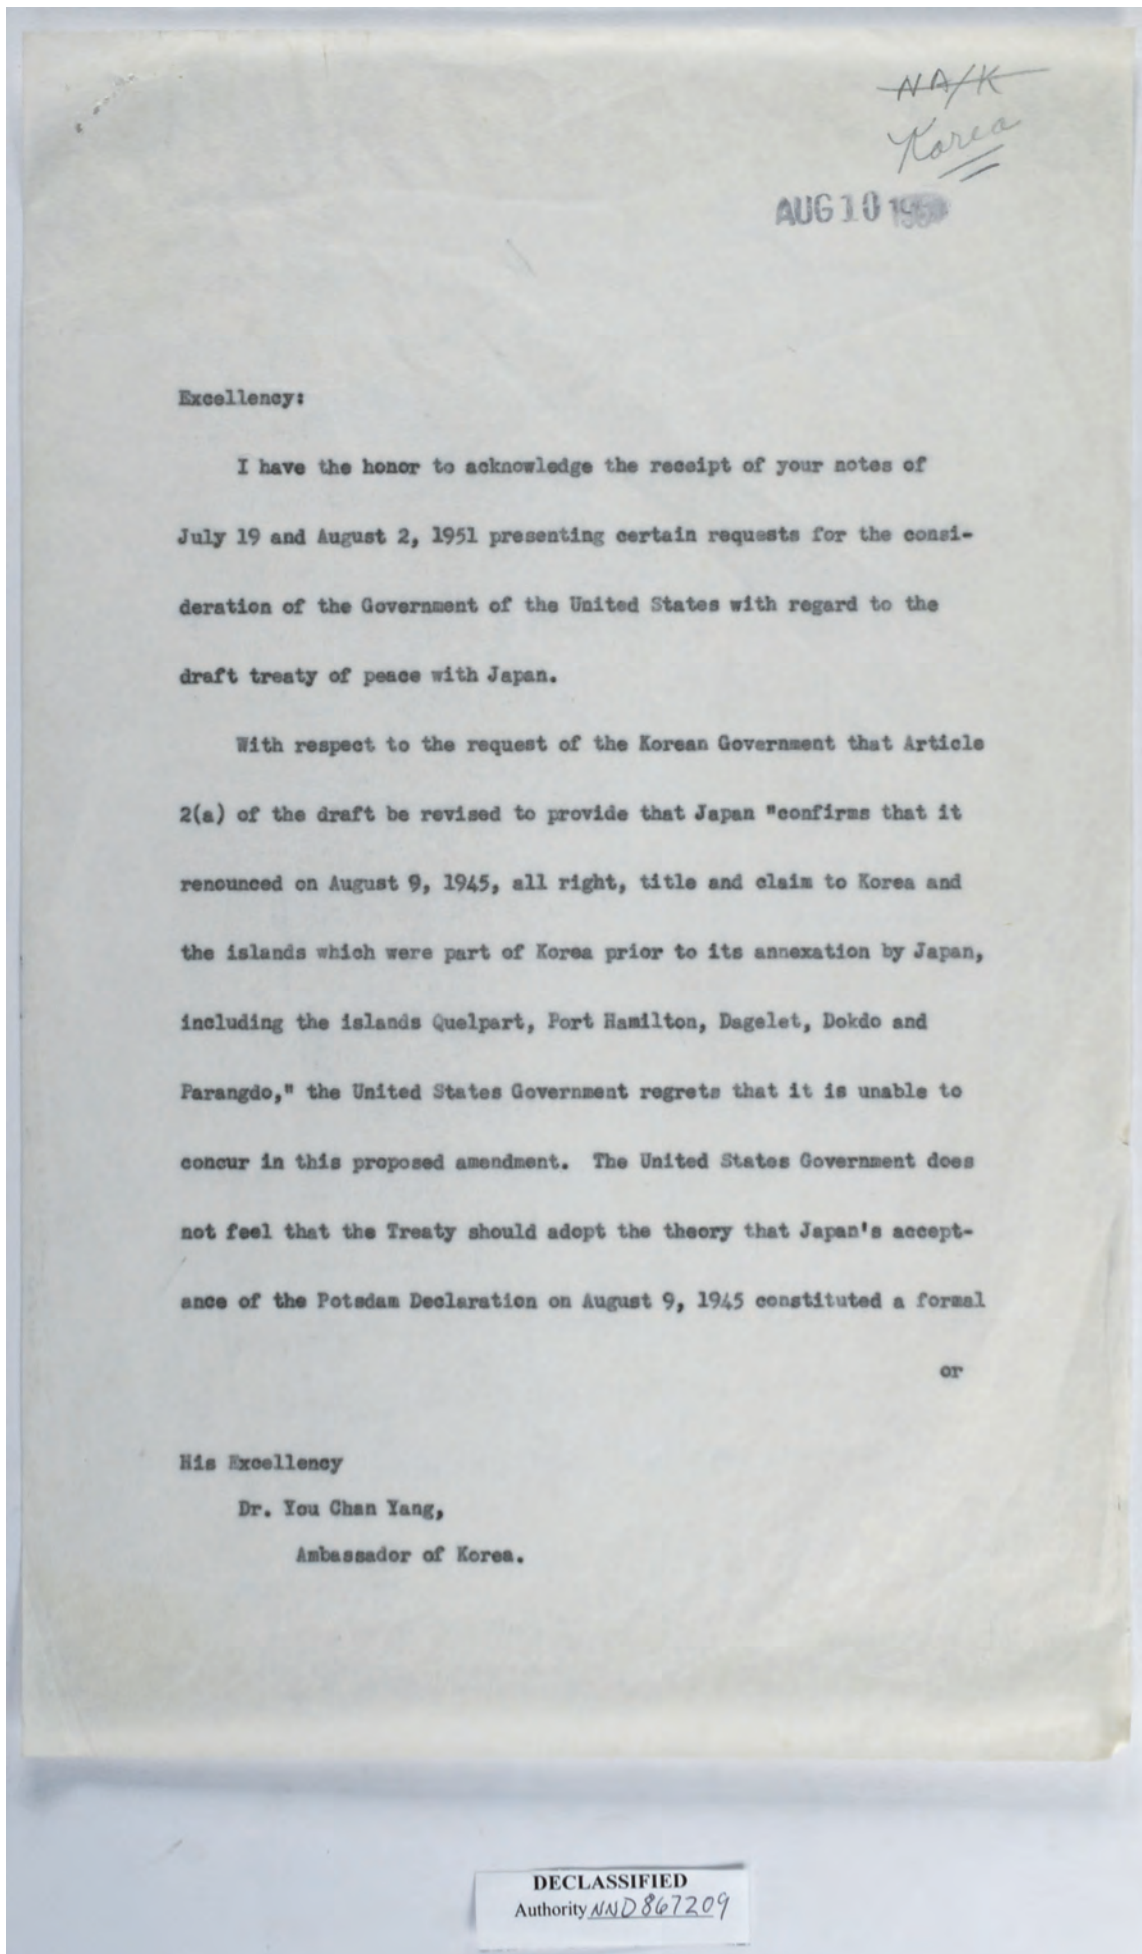 NA/K
Korea
AUG 10
Excellency:
I have the honor to acknowledge the receipt of your notes of
July 19 and August 2, 1951 presenting certain requests for the consi-
deration of the Government of the United States with regard to the
draft treaty of peace with Japan.
With respect to the request of the Korean Government that Article
2(a) of the draft be revised to provide that Japan "confirms that it
renounced on August 9, 1945, all right, title and claim to Korea and
the islands which were part of Korea prior to its annexation by Japan,
including the islands Quelpart, Port Hamilton, Dagelet, Dokdo and
Parangdo," the United States Government regrets that it is unable to
concur in this proposed amendment. The United States Government does
not feel that the Treaty should adopt the theory that Japan's accept-
ance of the Potsdam Declaration on August 9, 1945 constituted a formal
or
His Excellency
Dr. You Chan Yang,
Ambassador of Korea.
DECLASSIFIED
Authority NND867209